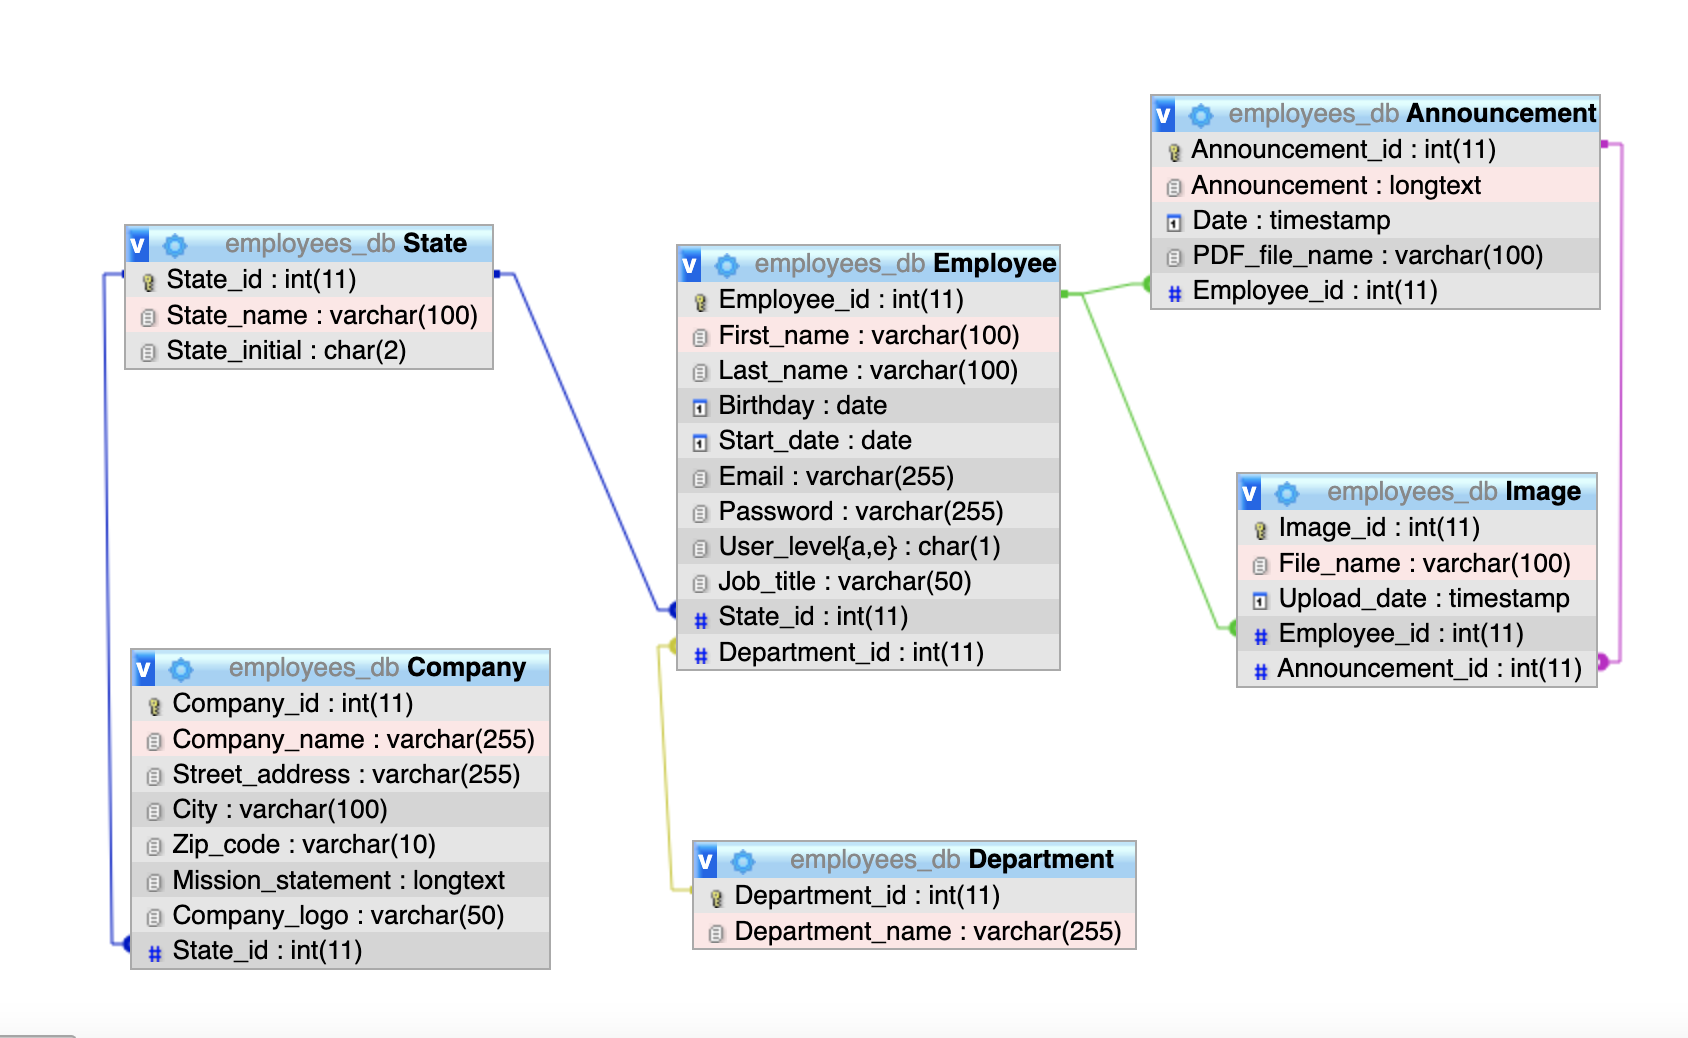 employees_db State
State_id : int(11)
State_name : varchar(100)
State_initial : char(2)
employees_db Company
Company_id : int(11)
Company_name : varchar(255)
Street_address : varchar(255)
City : varchar(100)
Zip_code : varchar(10)
Mission_statement : longtext
Company_logo : varchar(50)
# State_id : int(11)
employees_db Employee
Employee_id : int(11)
First_name : varchar(100)
Last_name : varchar(100)
Birthday : date
Start_date : date
Email : varchar(255)
Password : varchar(255)
User_level{a,e} : char(1)
Job_title : varchar(50)
# State_id : int(11)
# Department_id : int(11)
employees_db Department
Department_id : int(11)
Department_name : varchar(255)
employees_db Announcement
Announcement_id : int(11)
Announcement : longtext
Date : timestamp
PDF_file_name : varchar(100)
# Employee_id : int(11)
employees_db Image
Image_id : int(11)
File_name : varchar(100)
Upload_date : timestamp
# Employee_id : int(11)
# Announcement_id : int(11)